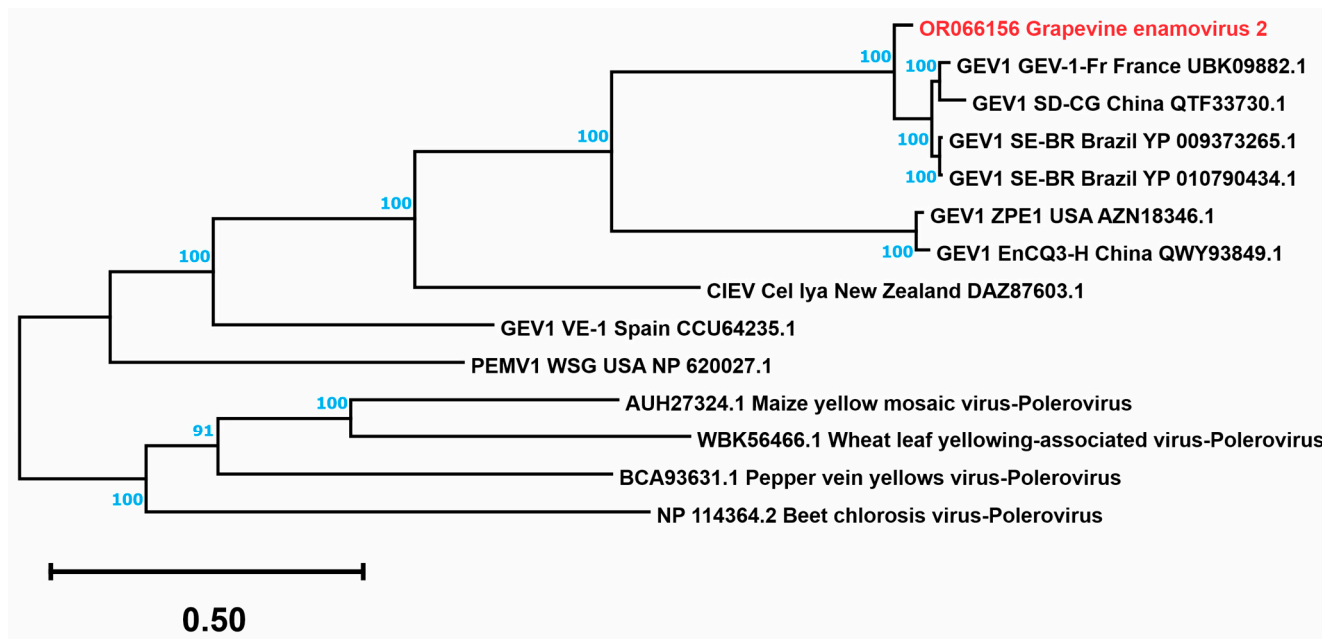 OR066156 Grapevine enamovirus 2
100
100
GEV1 GEV-1-Fr France UBK09882.1
GEV1 SD-CG China QTF33730.1
100
100
GEV1 SE-BR Brazil YP 009373265.1
100
GEV1 SE-BR Brazil YP 010790434.1
100
GEV1 ZPE1 USA AZN18346.1
100
100
GEV1 EnCQ3-H China QWY93849.1
CIEV Cel lya New Zealand DAZ87603.1
GEV1 VE-1 Spain CCU64235.1
PEMV1 WSG USA NP 620027.1
100
AUH27324.1 Maize yellow mosaic virus-Polerovirus
91
WBK56466.1 Wheat leaf yellowing-associated virus-Polerovirus
BCA93631.1 Pepper vein yellows virus-Polerovirus
100
NP 114364.2 Beet chlorosis virus-Polerovirus
0.50